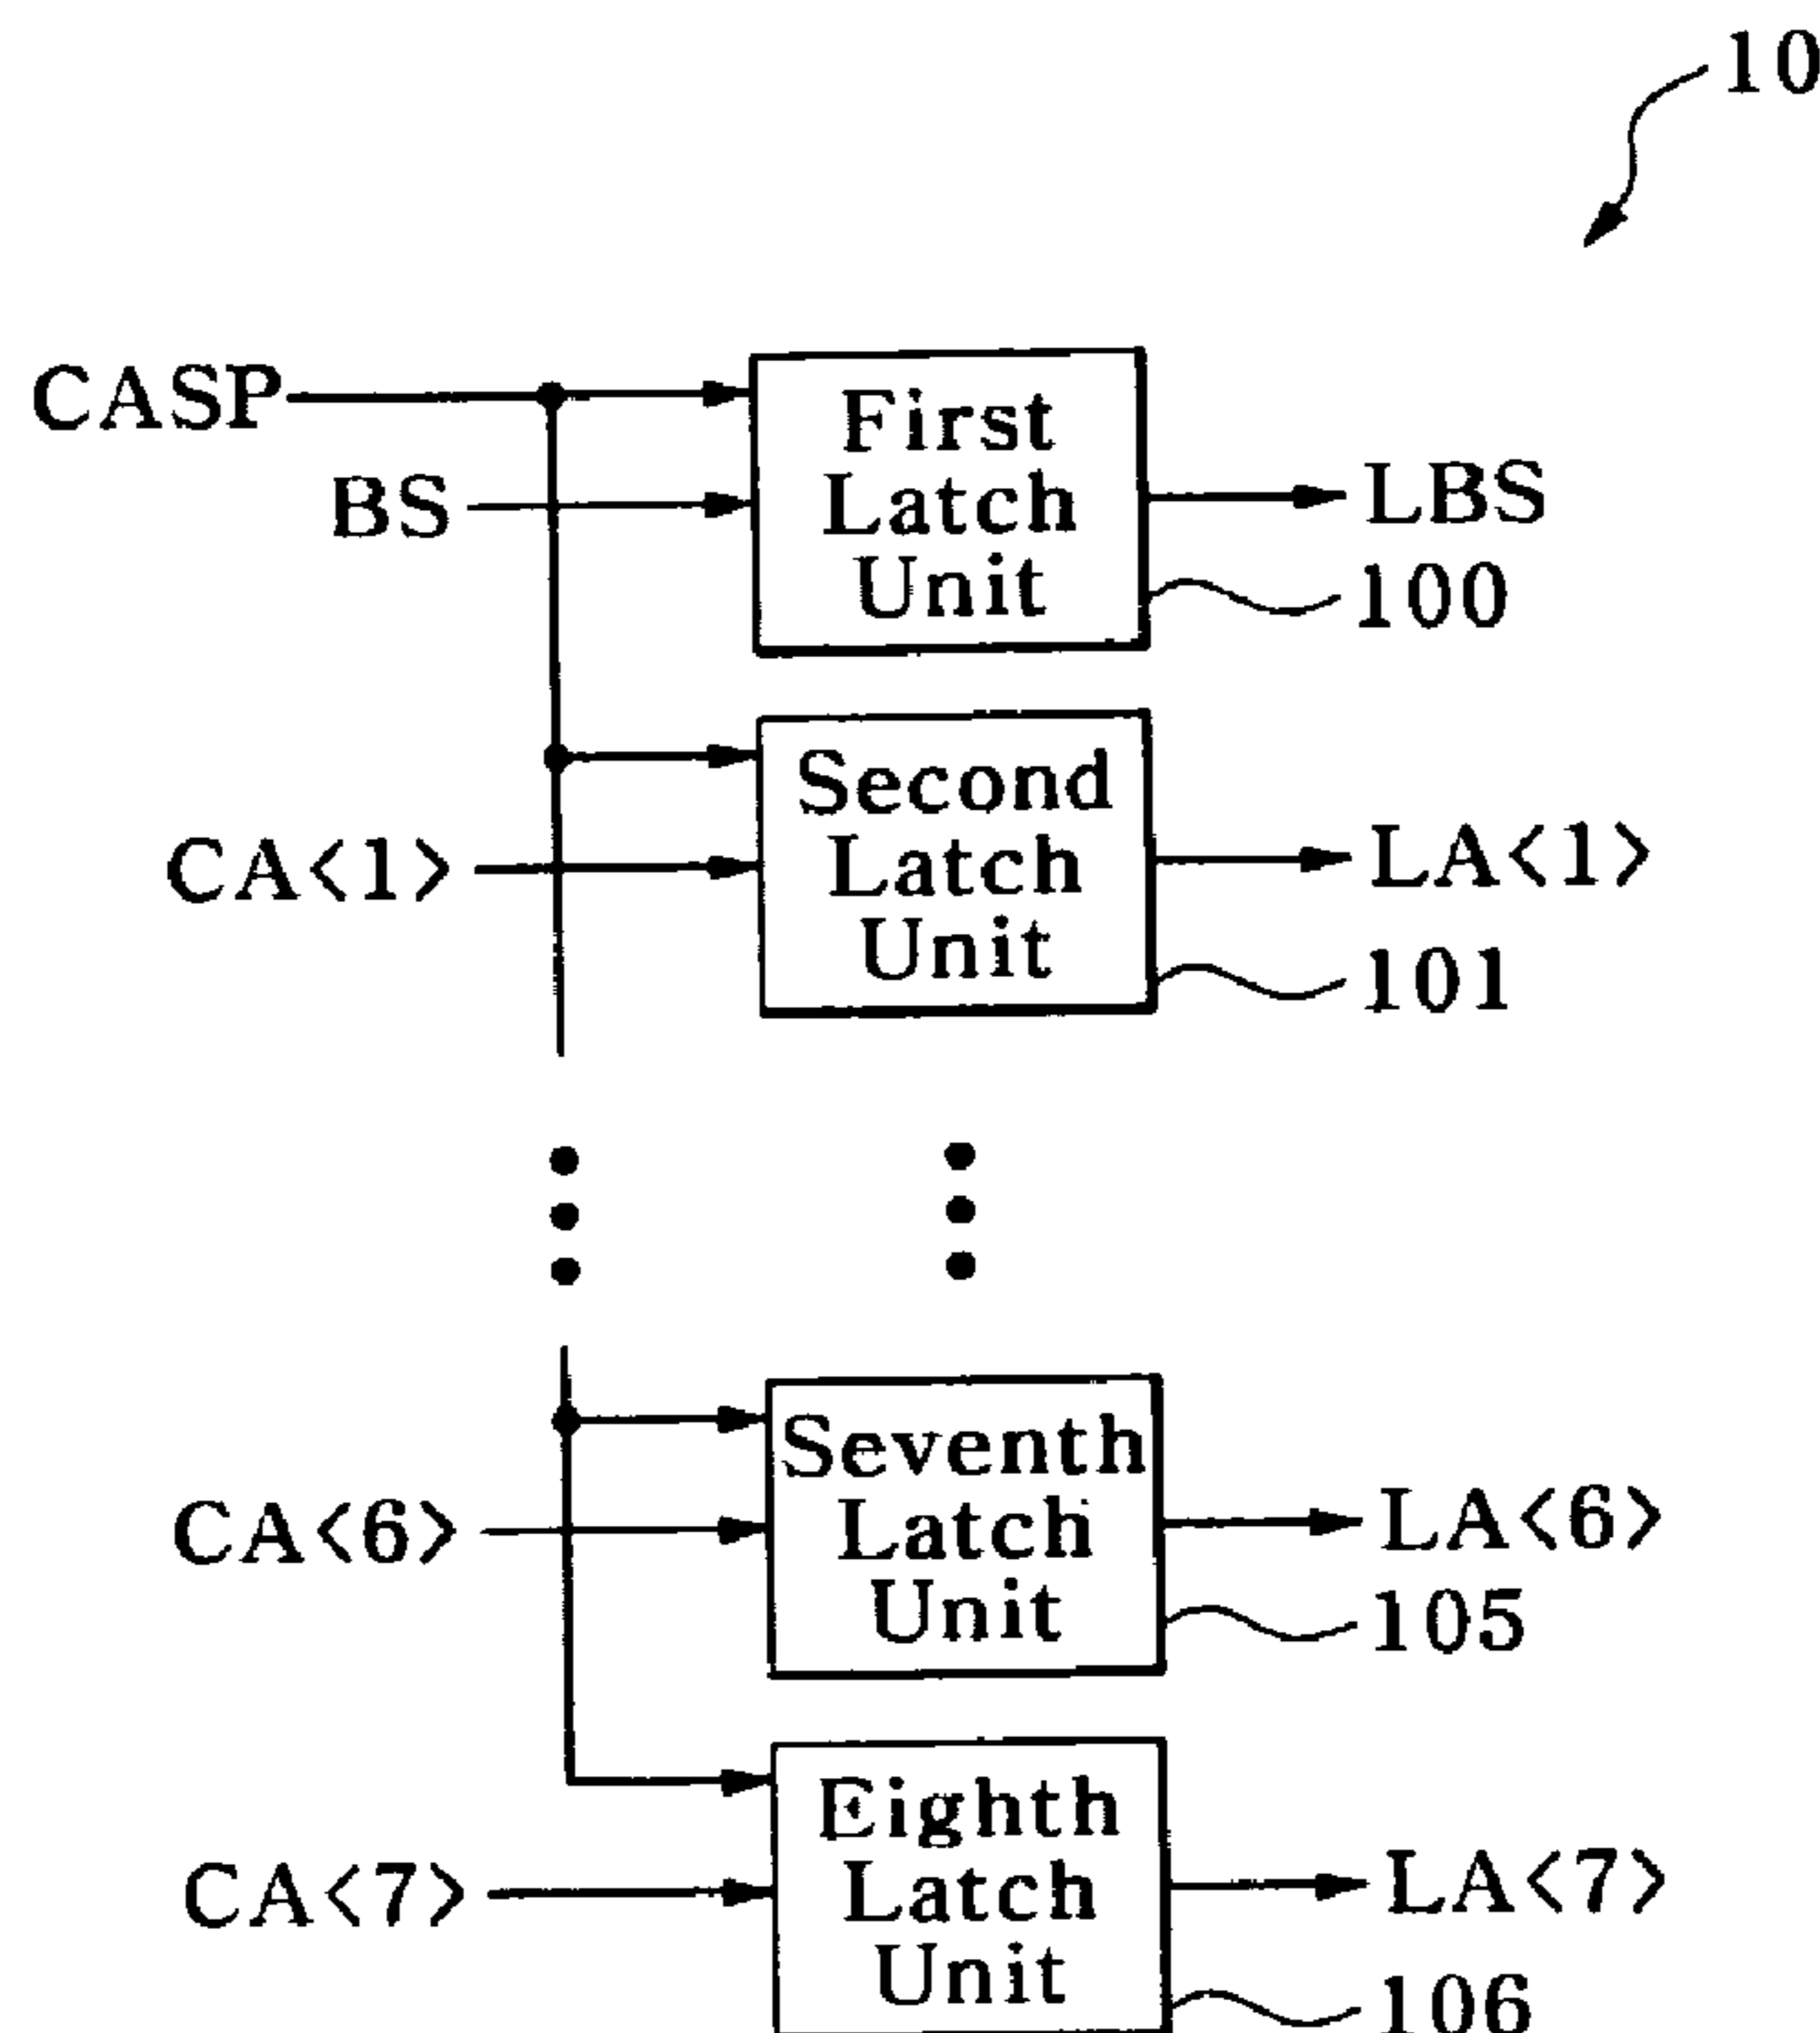 10
CASP
BS
First
Latch
Unit
LBS
100
CA<1>
Second
Latch
Unit
LA<1>
101
CA<6>
Seventh
Latch
Unit
LA<6>
105
CA<7>
Eighth
Latch
Unit
LA<7>
106